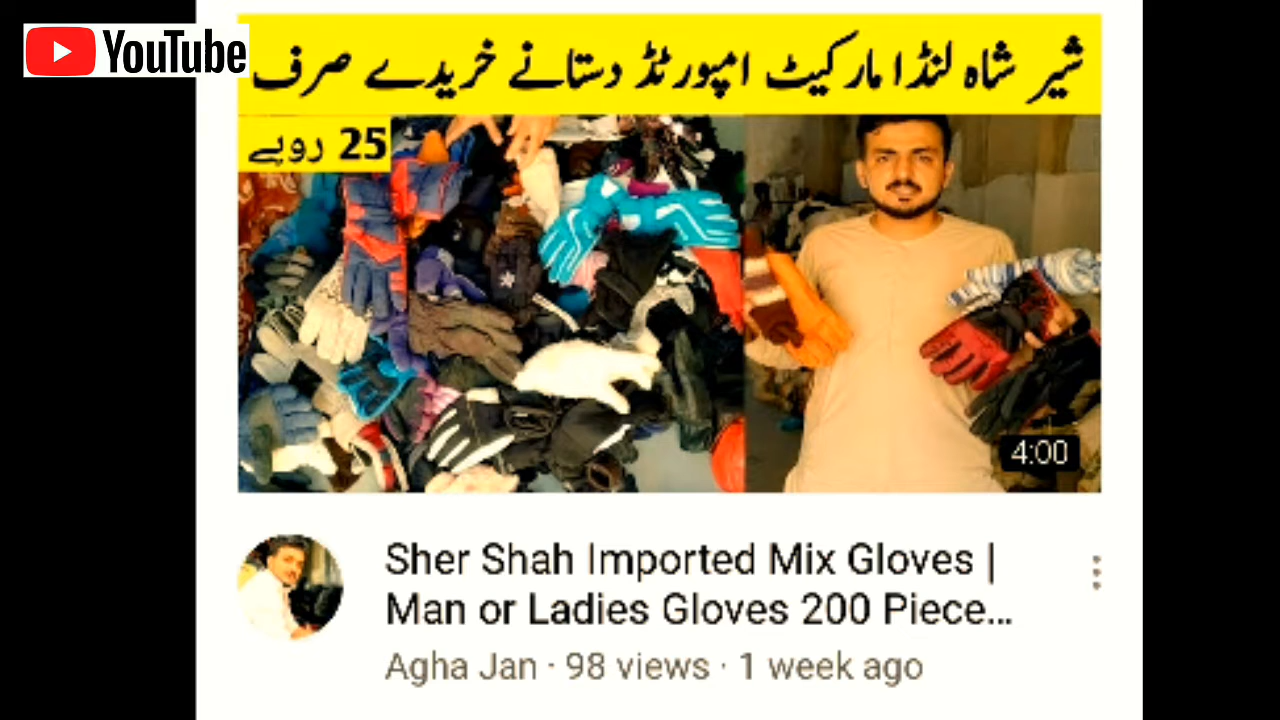 YouTube
شیر شاہ لنڈا مارکیٹ امپورٹڈ دستانے خریدے صرف
25 روپے
4:00
Sher Shah Imported Mix Gloves |
Man or Ladies Gloves 200 Piece...
Agha Jan · 98 views · 1 week ago